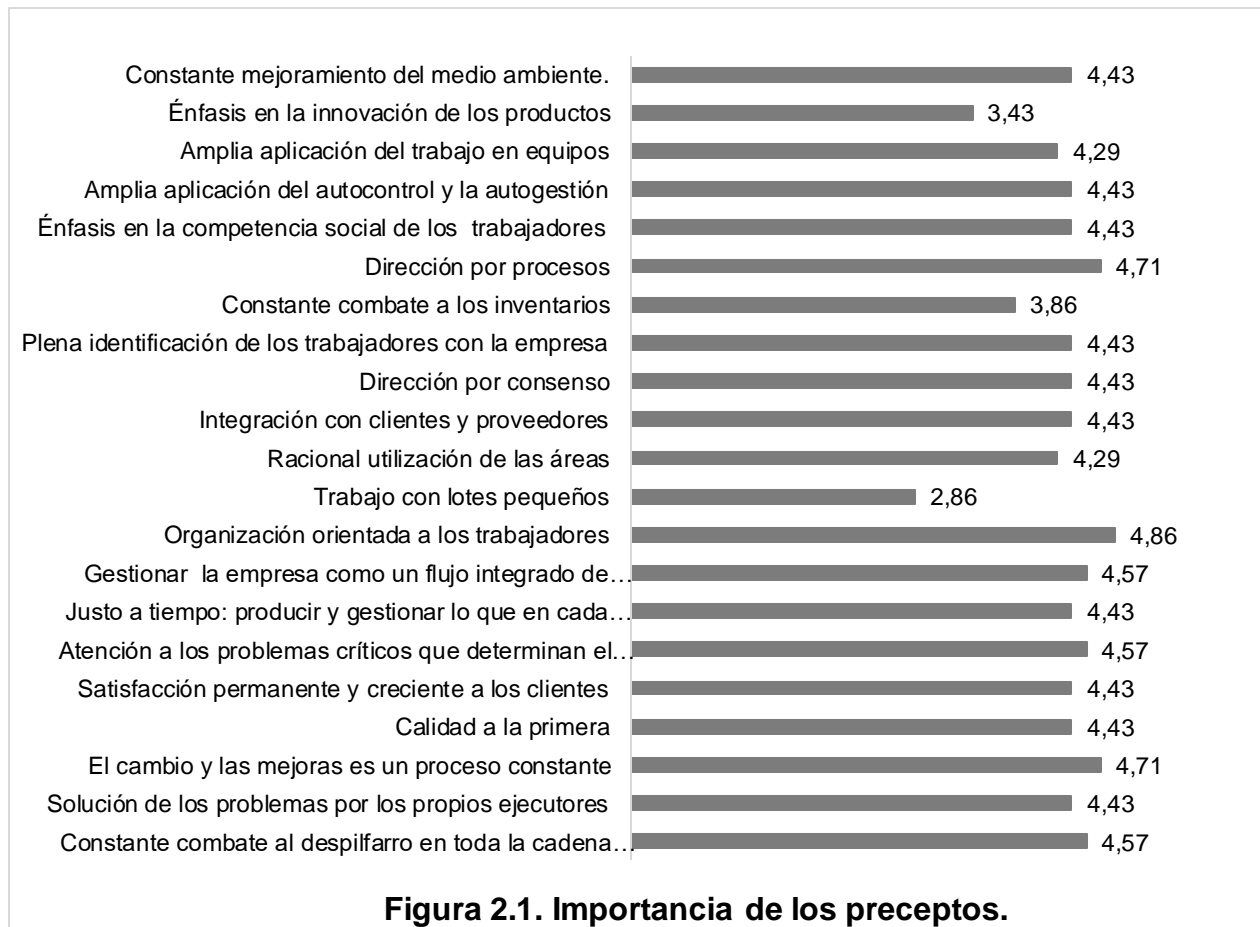 Constante mejoramiento del medio ambiente. 4,43
Énfasis en la innovación de los productos 3,43
Amplia aplicación del trabajo en equipos 4,29
Amplia aplicación del autocontrol y la autogestión 4,43
Énfasis en la competencia social de los  trabajadores 4,43
Dirección por procesos 4,71
Constante combate a los inventarios 3,86
Plena identificación de los trabajadores con la empresa 4,43
Dirección por consenso 4,43
Integración con clientes y proveedores 4,43
Racional utilización de las áreas 4,29
Trabajo con lotes pequeños 2,86
Organización orientada a los trabajadores 4,86
Gestionar  la empresa como un flujo integrado de… 4,57
Justo a tiempo: producir y gestionar lo que en cada… 4,43
Atención a los problemas críticos que determinan el… 4,57
Satisfacción permanente y creciente a los clientes 4,43
Calidad a la primera 4,43
El cambio y las mejoras es un proceso constante 4,71
Solución de los problemas por los propios ejecutores 4,43
Constante combate al despilfarro en toda la cadena… 4,57
Figura 2.1. Importancia de los preceptos.